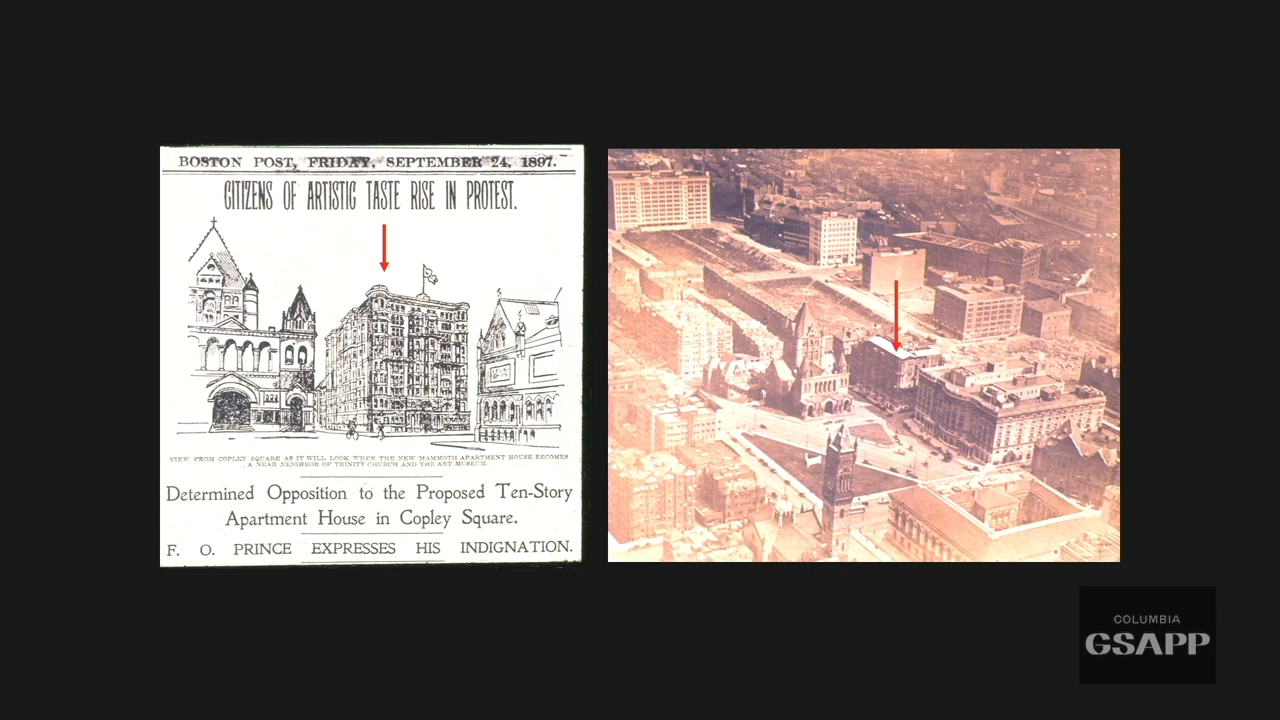 BOSTON POST, FRIDAY, SEPTEMBER 24, 1897.
CITIZENS OF ARTISTIC TASTE RISE IN PROTEST.
VIEW FROM COPLEY SQUARE AS IT WILL LOOK WHEN THE NEW MAMMOTH APARTMENT HOUSE BECOMES
A NEAR NEIGHBOR OF TRINITY CHURCH AND THE ART MUSEUM.
Determined Opposition to the Proposed Ten-Story
Apartment House in Copley Square.
F. O. PRINCE EXPRESSES HIS INDIGNATION.
COLUMBIA
GSAPP